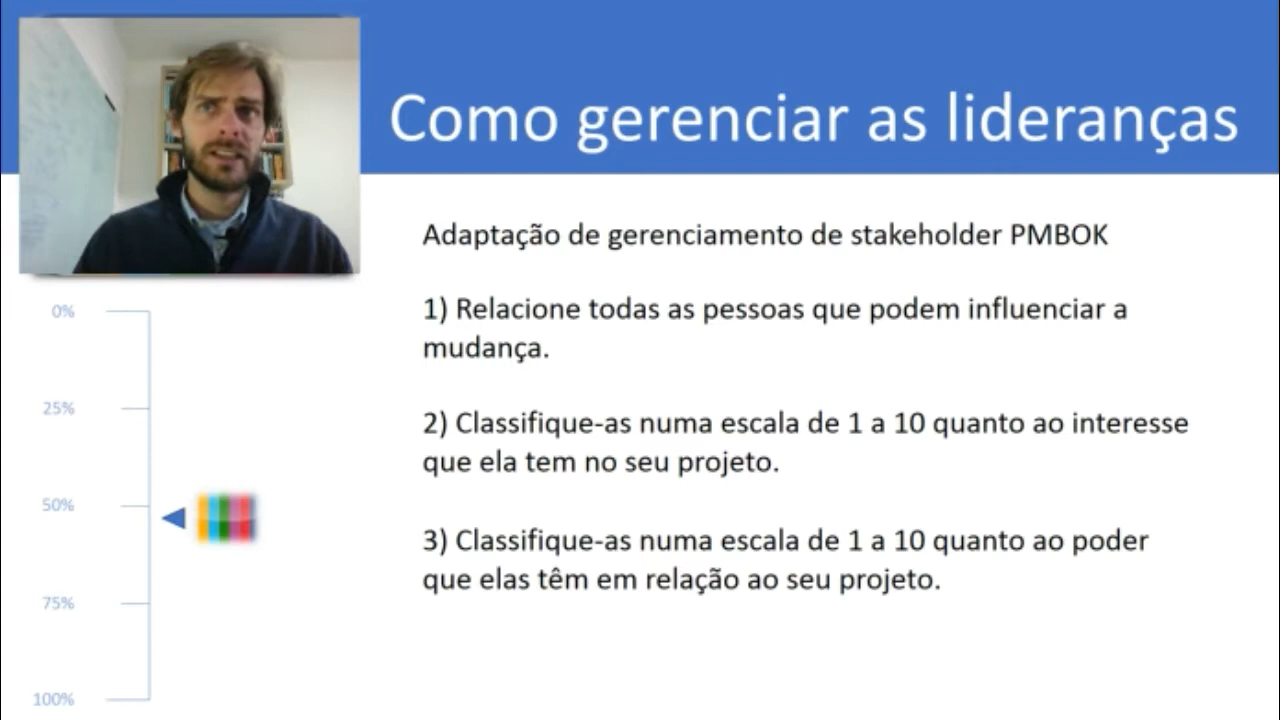 Como gerenciar as lideranças
Adaptação de gerenciamento de stakeholder PMBOK
1) Relacione todas as pessoas que podem influenciar a
mudança.
2) Classifique-as numa escala de 1 a 10 quanto ao interesse
que ela tem no seu projeto.
3) Classifique-as numa escala de 1 a 10 quanto ao poder
que elas têm em relação ao seu projeto.
0%
25%
50%
75%
100%